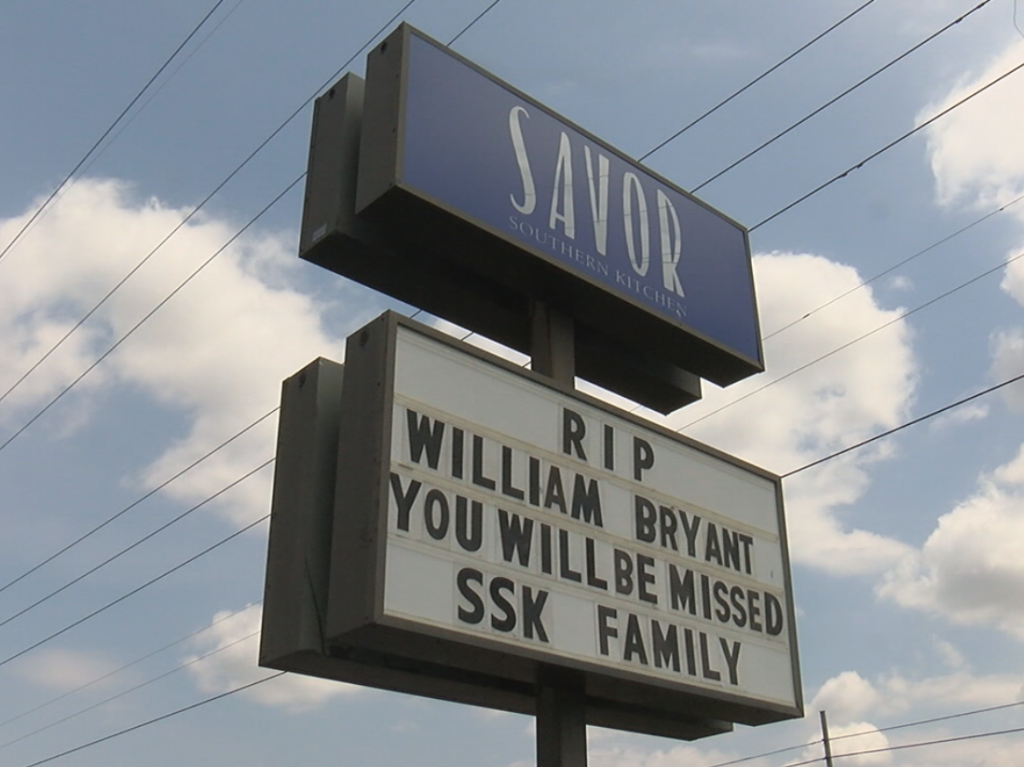 SAVOR
SOUTHERN KITCHEN
RIP
WILLIAM BRYANT
YOU WILL BE MISSED
SSK FAMILY